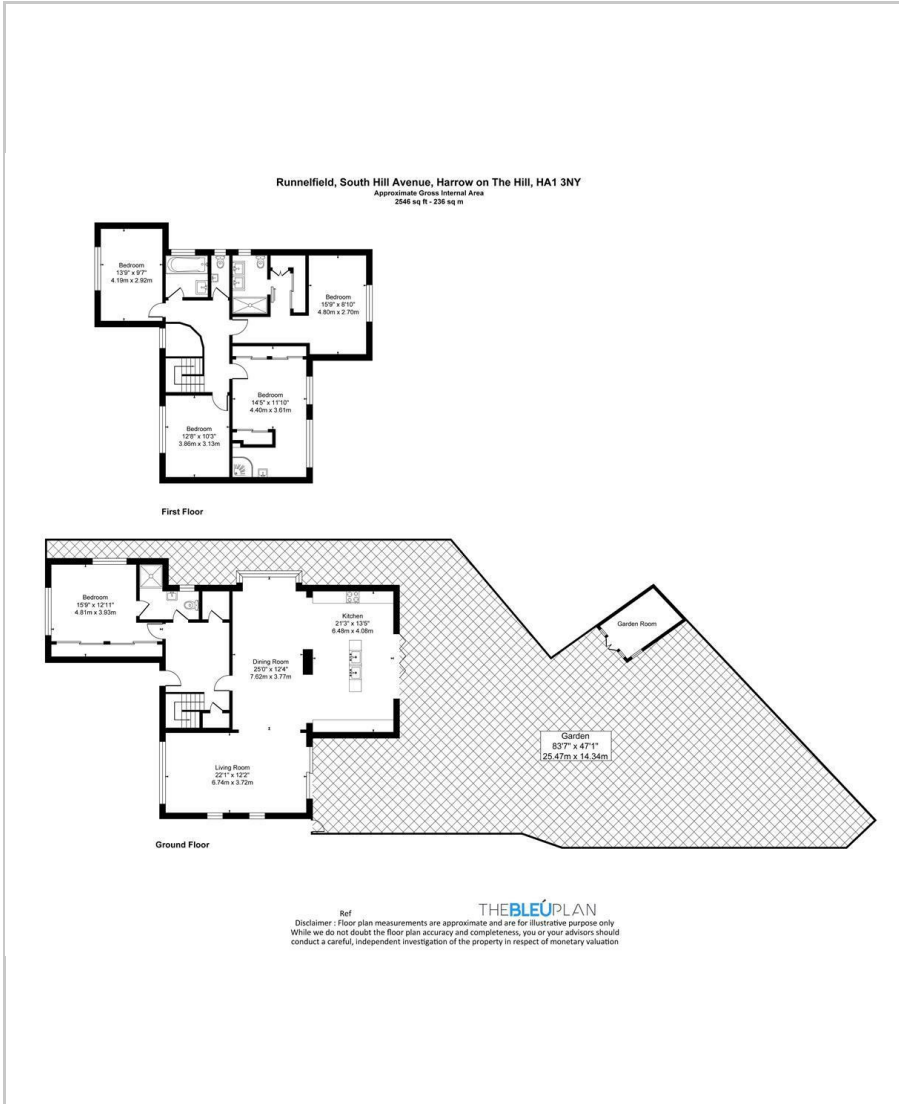 Runnelfield, South Hill Avenue, Harrow on The Hill, HA1 3NY
Approximate Gross Internal Area
2546 sq ft - 236 sq m
Bedroom
13'9" x 9'7"
4.19m x 2.92m
Bedroom
15'9" x 8'10"
4.80m x 2.70m
Bedroom
14'5" x 11'10"
4.40m x 3.61m
Bedroom
12'8" x 10'3"
3.86m x 3.13m
First Floor
Bedroom
15'9" x 12'11"
4.81m x 3.93m
Kitchen
21'3" x 13'5"
6.48m x 4.08m
Garden Room
Dining Room
25'0" x 12'4"
7.62m x 3.77m
Garden
83'7" x 47'1"
25.47m x 14.34m
Living Room
22'1" x 12'2"
6.74m x 3.72m
Ground Floor
Ref
THEBLEÚPLAN
Disclaimer : Floor plan measurements are approximate and are for illustrative purpose only
While we do not doubt the floor plan accuracy and completeness, you or your advisors should
conduct a careful, independent investigation of the property in respect of monetary valuation